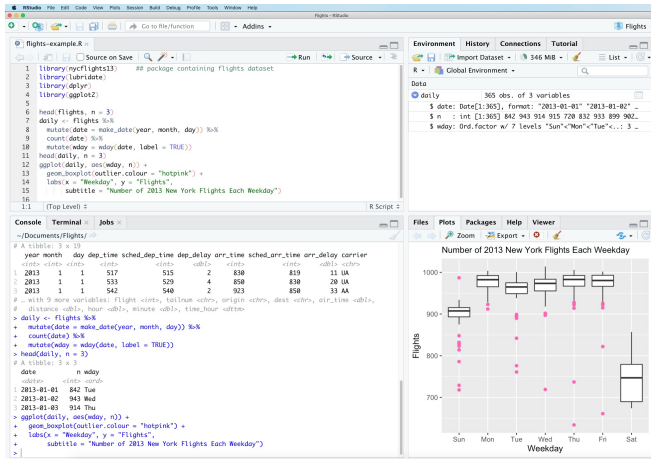 RStudio File Edit Code View Plots Session Build Debug Profile Tools Window Help
Flights - RStudio
Go to file/function Addins Flights
flights-example.R
Source on Save Run Source
1 library(nycflights13) ## package containing flights dataset
2 library(lubridate)
3 library(dplyr)
4 library(ggplot2)
5
6 head(flights, n = 3)
7 daily <- flights %>%
8 mutate(date = make_date(year, month, day)) %>%
9 count(date) %>%
10 mutate(wday = wday(date, label = TRUE))
11 head(daily, n = 3)
12 ggplot(daily, aes(wday, n)) +
13 geom_boxplot(outlier.colour = "hotpink") +
14 labs(x = "Weekday", y = "Flights",
15 subtitle = "Number of 2013 New York Flights Each Weekday")
16
1:1 (Top Level) R Script
Console Terminal Jobs
~/Documents/Flights/
# A tibble: 3 x 19
year month day dep_time sched_dep_time dep_delay arr_time sched_arr_time arr_delay carrier
<int> <int> <int> <int> <int> <dbl> <int> <int> <dbl> <chr>
1 2013 1 1 517 515 2 830 819 11 UA
2 2013 1 1 533 529 4 850 830 20 UA
3 2013 1 1 542 540 2 923 850 33 AA
# … with 9 more variables: flight <int>, tailnum <chr>, origin <chr>, dest <chr>, air_time <dbl>,
# distance <dbl>, hour <dbl>, minute <dbl>, time_hour <dttm>
> daily <- flights %>%
+ mutate(date = make_date(year, month, day)) %>%
+ count(date) %>%
+ mutate(wday = wday(date, label = TRUE))
> head(daily, n = 3)
# A tibble: 3 x 3
date n wday
<date> <int> <ord>
1 2013-01-01 842 Tue
2 2013-01-02 943 Wed
3 2013-01-03 914 Thu
> ggplot(daily, aes(wday, n)) +
+ geom_boxplot(outlier.colour = "hotpink") +
+ labs(x = "Weekday", y = "Flights",
+ subtitle = "Number of 2013 New York Flights Each Weekday")
>
Environment History Connections Tutorial
Import Dataset 346 MiB List
R Global Environment
Data
daily 365 obs. of 3 variables
$ date: Date[1:365], format: "2013-01-01" "2013-01-02" …
$ n : int [1:365] 842 943 914 915 720 832 933 899 902…
$ wday: Ord.factor w/ 7 levels "Sun"<"Mon"<"Tue"<..: 3 …
Files Plots Packages Help Viewer
Zoom Export
Number of 2013 New York Flights Each Weekday
1000
900
800
700
Flights
Sun Mon Tue Wed Thu Fri Sat
Weekday